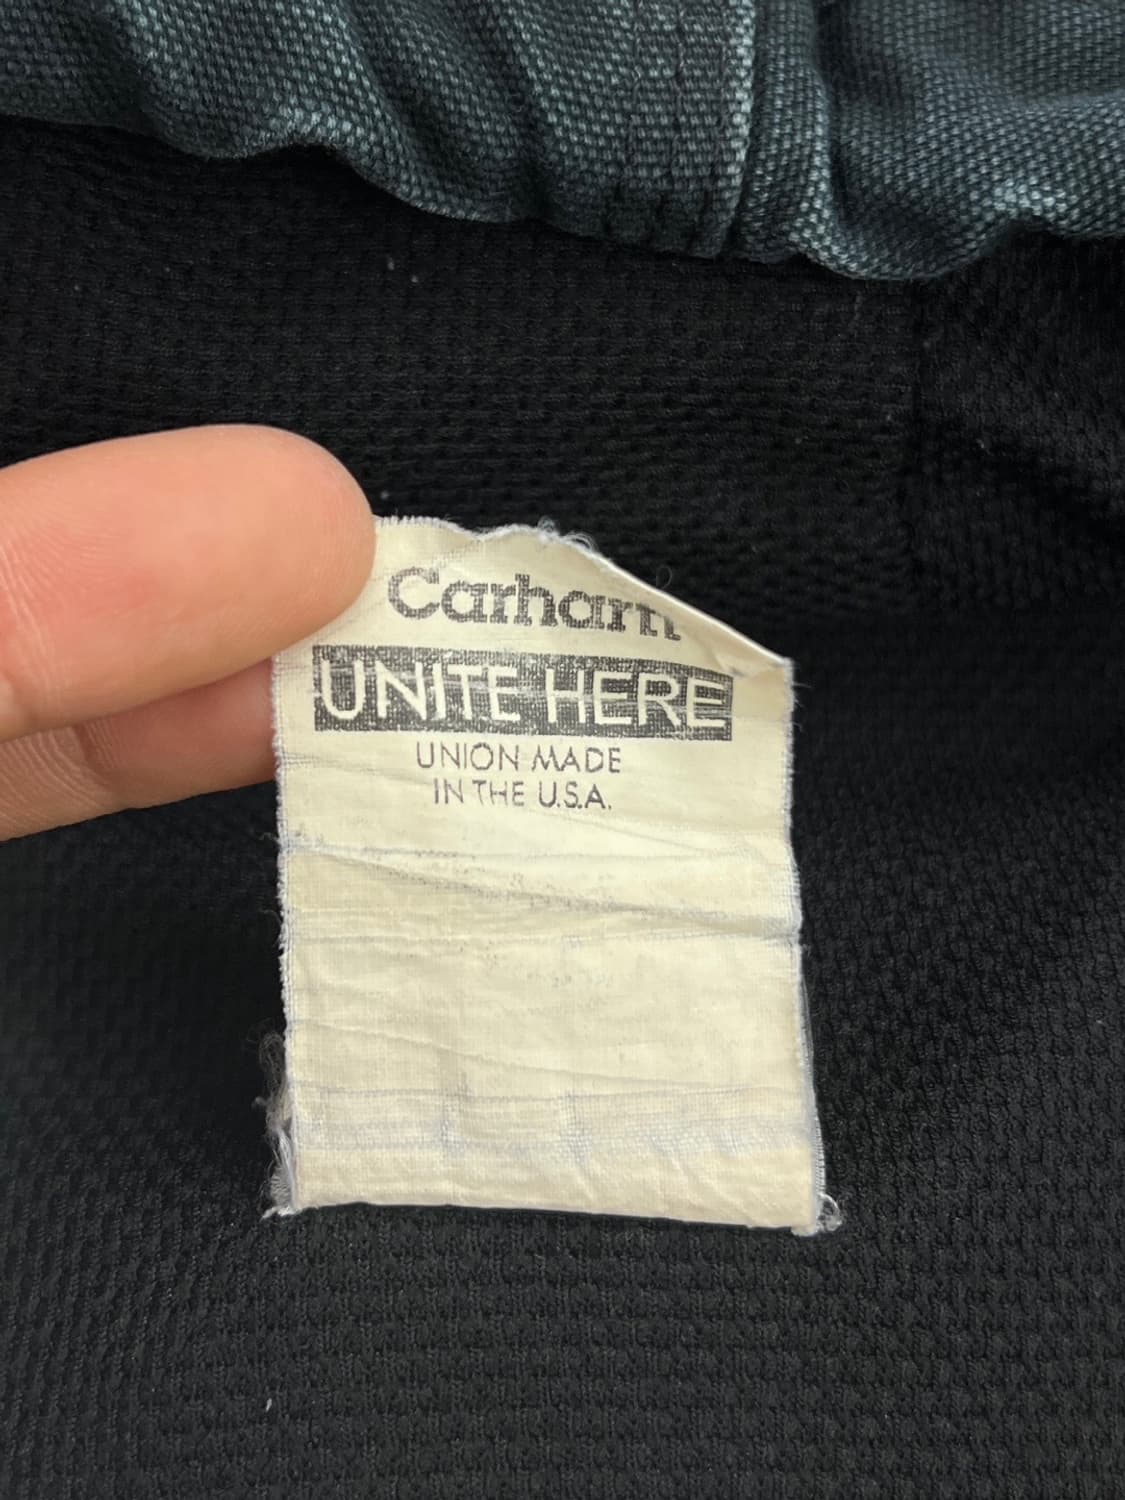 Carhartt
UNITE HERE
UNION MADE
IN THE U.S.A.